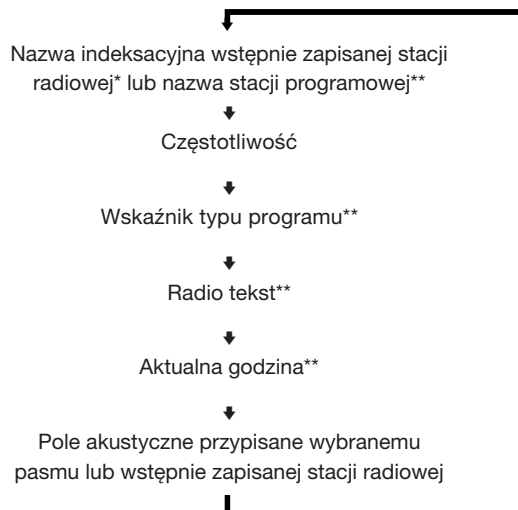 Nazwa indeksacyjna wstępnie zapisanej stacji
radiowej* lub nazwa stacji programowej**
Częstotliwość
Wskaźnik typu programu**
Radio tekst**
Aktualna godzina**
Pole akustyczne przypisane wybranemu
pasmu lub wstępnie zapisanej stacji radiowej